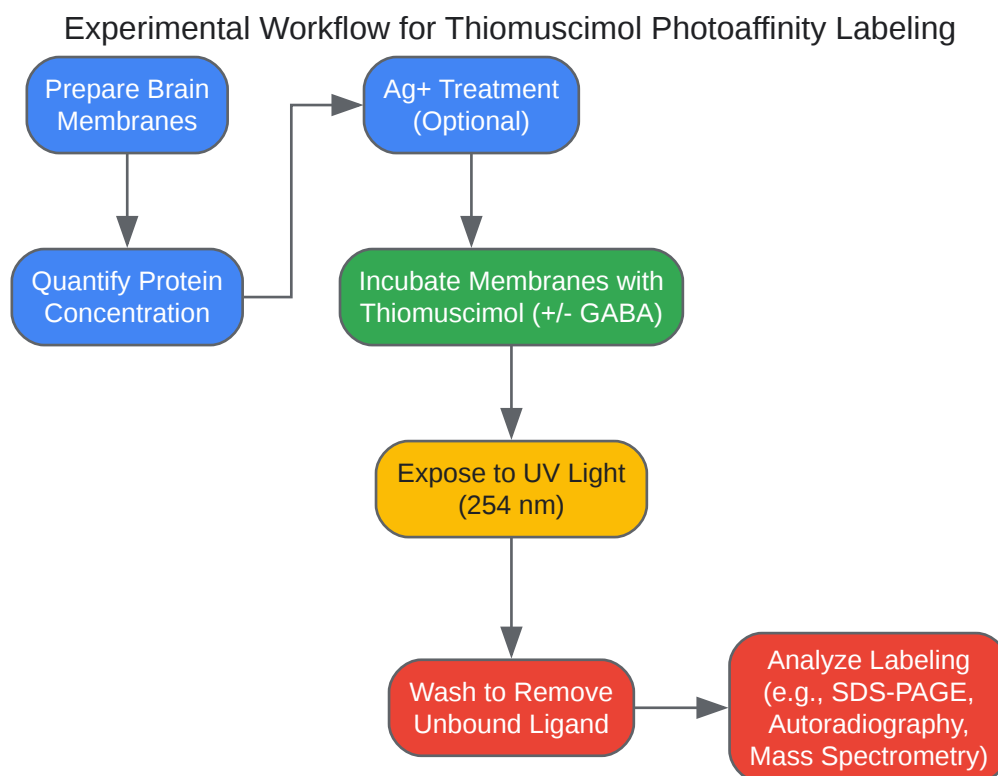 Experimental Workflow for Thiomuscimol Photoaffinity Labeling
Prepare Brain
Membranes
Quantify Protein
Concentration
Ag+ Treatment
(Optional)
Incubate Membranes with
Thiomuscimol (+/- GABA)
Expose to UV Light
(254 nm)
Wash to Remove
Unbound Ligand
Analyze Labeling
(e.g., SDS-PAGE,
Autoradiography,
Mass Spectrometry)